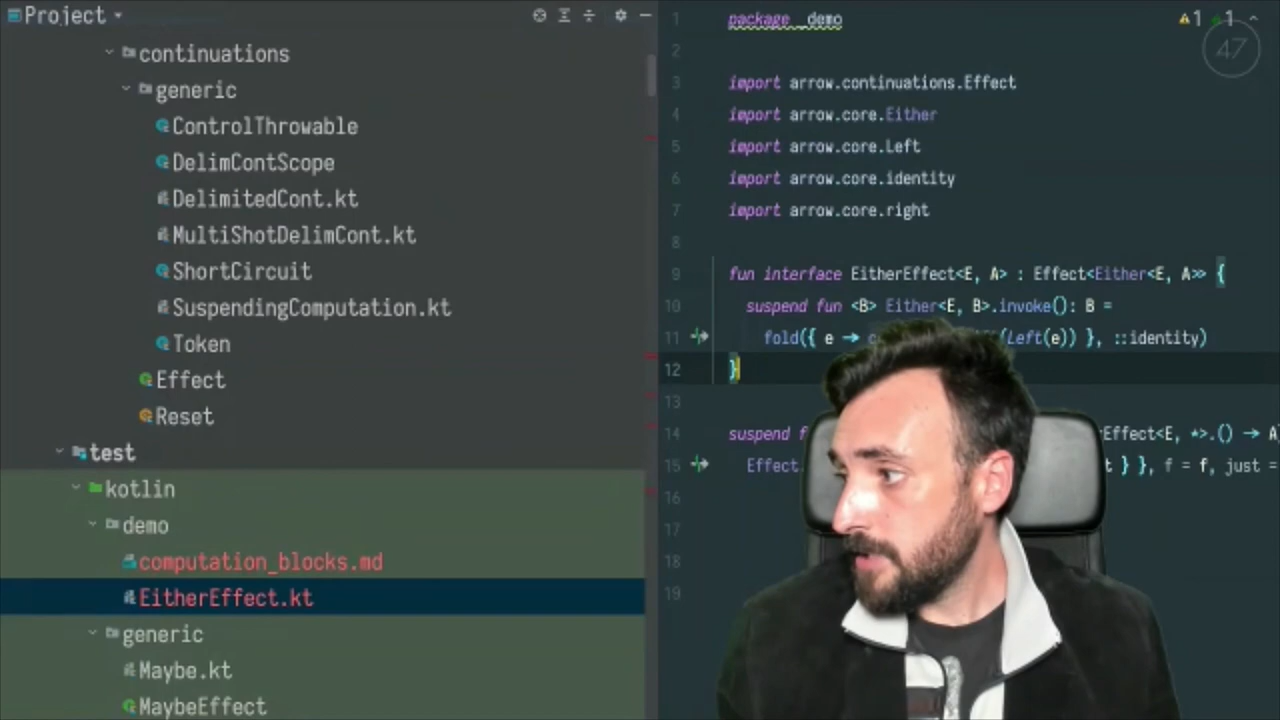 Project
continuations
generic
ControlThrowable
DelimContScope
DelimitedCont.kt
MultiShotDelimCont.kt
ShortCircuit
SuspendingComputation.kt
Token
Effect
Reset
test
kotlin
demo
computation_blocks.md
EitherEffect.kt
generic
Maybe.kt
MaybeEffect
1 package demo
1 1
47
2
3 import arrow.continuations.Effect
4 import arrow.core.Either
5 import arrow.core.Left
6 import arrow.core.identity
7 import arrow.core.right
8
9 fun interface EitherEffect<E, A> : Effect<Either<E, A>> {
10 suspend fun <B> Either<E, B>.invoke(): B =
11 fold({ e -> (Left(e)) }, ::identity)
12 }
13
14 suspend Effect<E, *>.() -> A
15 Effect. } }, f = f, just =
16
17
18
19